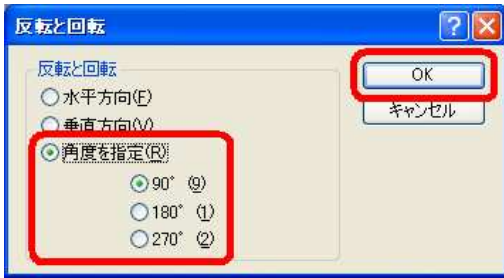 反転と回転
反転と回転
水平方向(F)
垂直方向(V)
角度を指定(R)
90°(9)
180°(1)
270°(2)
OK
キャンセル